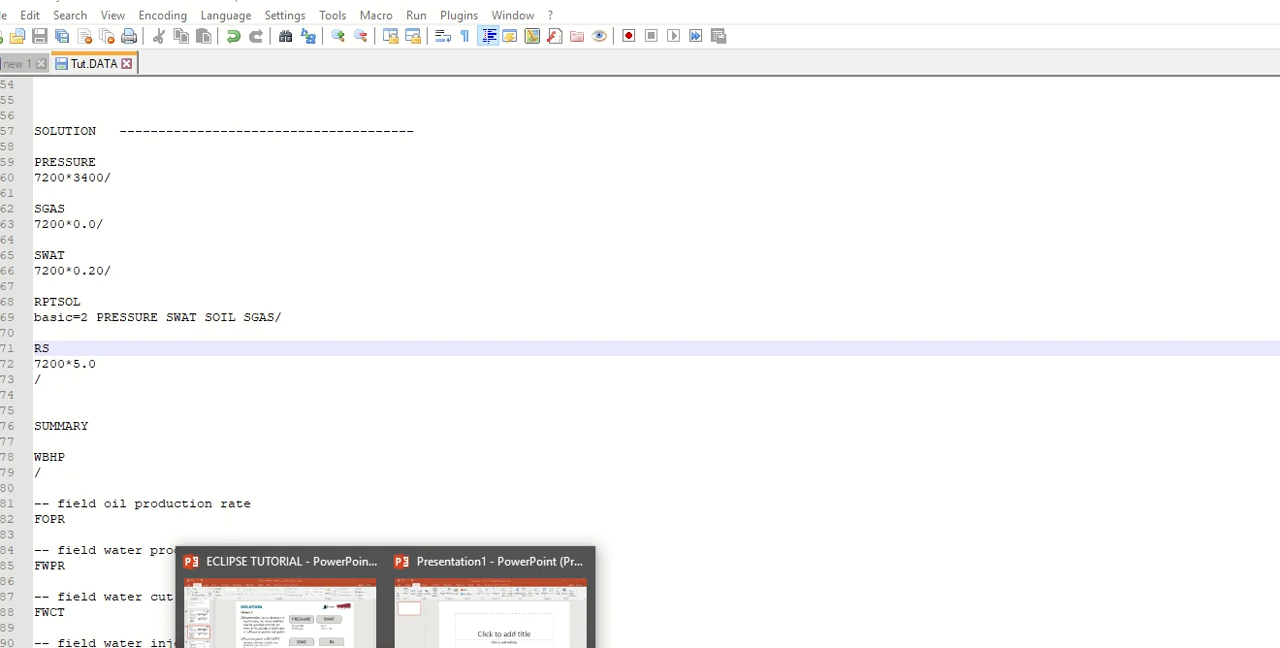 Edit Search View Encoding Language Settings Tools Macro Run Plugins Window ?
new 1 Tut.DATA
54
55
56
57 SOLUTION --------------------------------------
58
59 PRESSURE
60 7200*3400/
61
62 SGAS
63 7200*0.0/
64
65 SWAT
66 7200*0.20/
67
68 RPTSOL
69 basic=2 PRESSURE SWAT SOIL SGAS/
70
71 RS
72 7200*5.0
73 /
74
75
76 SUMMARY
77
78 WBHP
79 /
80
81 -- field oil production rate
82 FOPR
83
84 -- field water pro
85 FWPR
86
87 -- field water cut
88 FWCT
89
90 -- field water inj
ECLIPSE TUTORIAL - PowerPoin...
Presentation1 - PowerPoint (Pr...
SOLUTION
PRESSURE SWAT
Click to add title